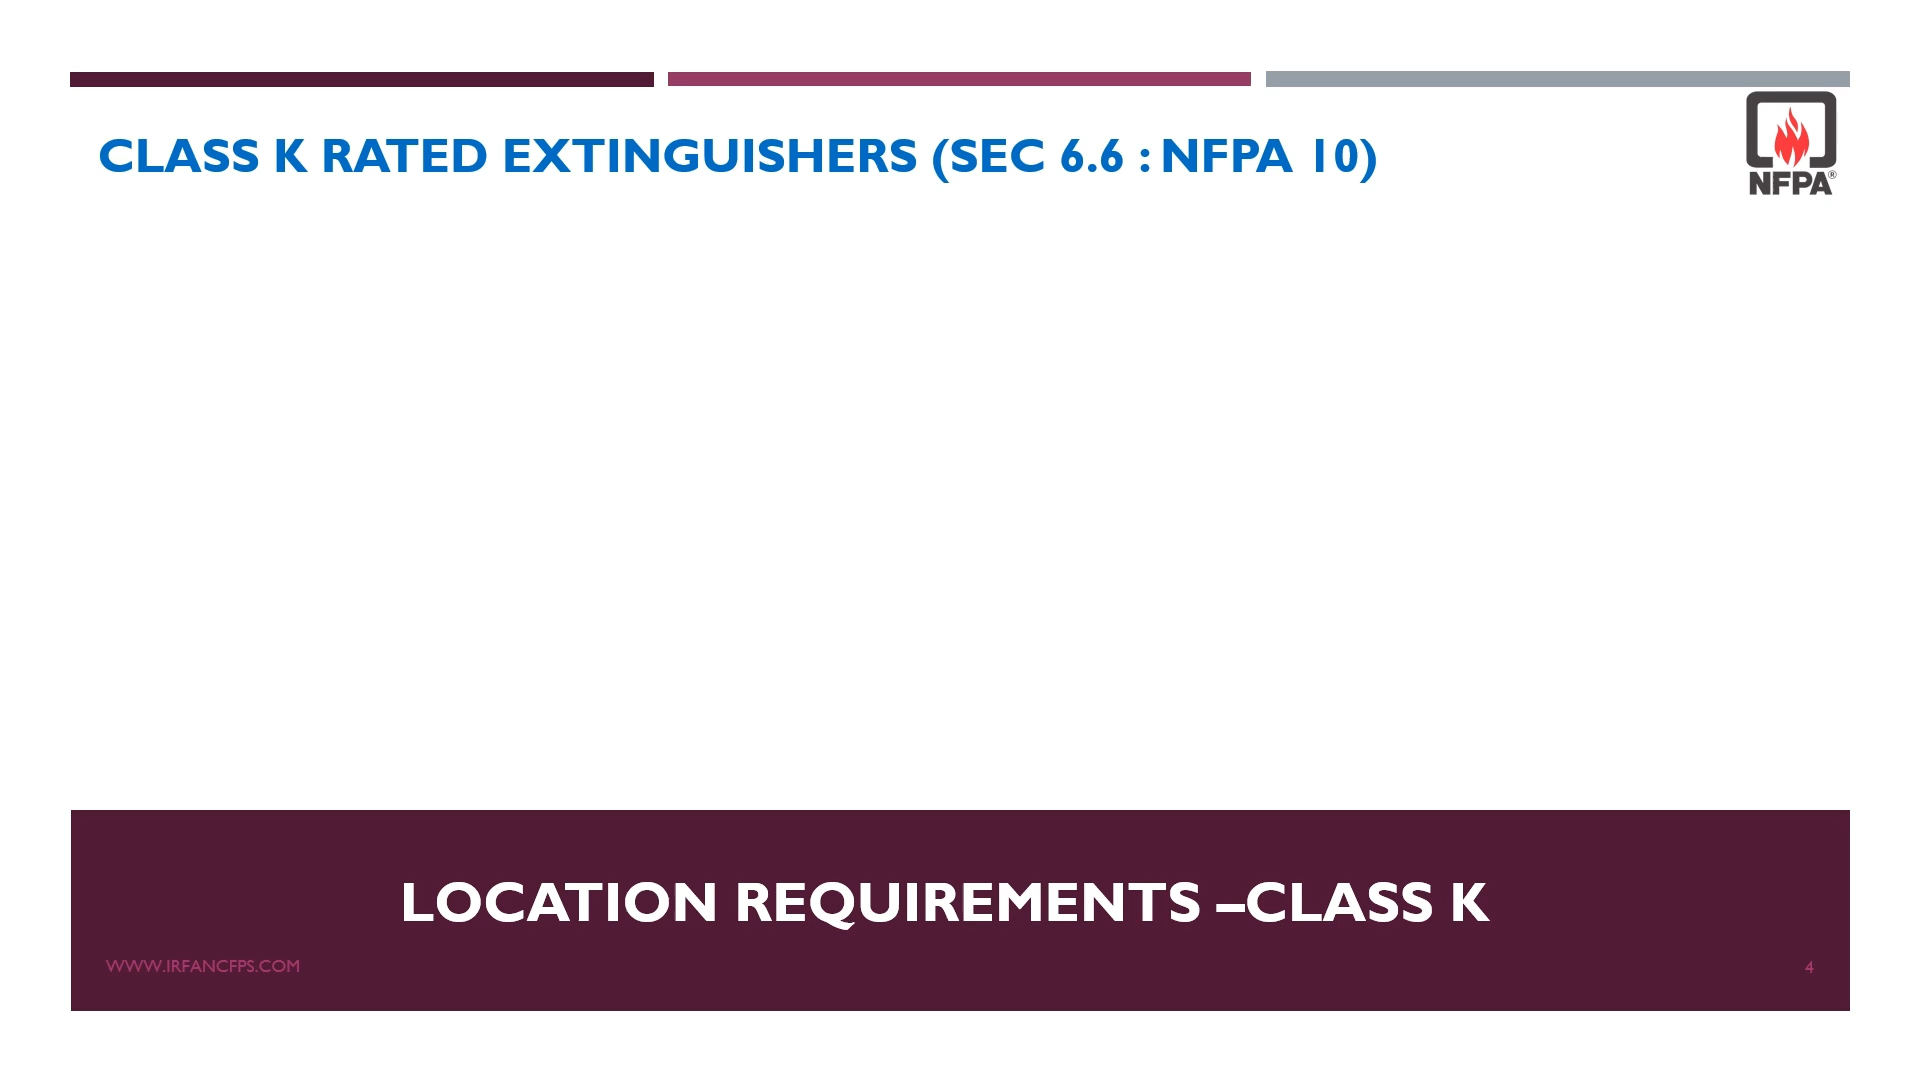 CLASS K RATED EXTINGUISHERS (SEC 6.6 : NFPA 10)
NFPA®
LOCATION REQUIREMENTS –CLASS K
WWW.IRFANCFPS.COM
4